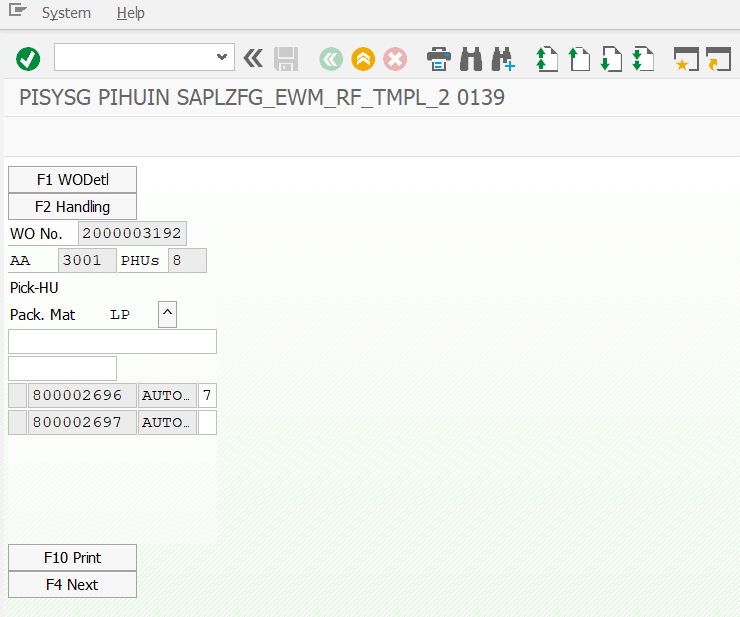 System Help
PISYSG PIHUIN SAPLZFG_EWM_RF_TMPL_2 0139
F1 WODetl
F2 Handling
WO No. 2000003192
AA 3001 PHUs 8
Pick-HU
Pack. Mat LP ^
800002696 AUTO… 7
800002697 AUTO…
F10 Print
F4 Next